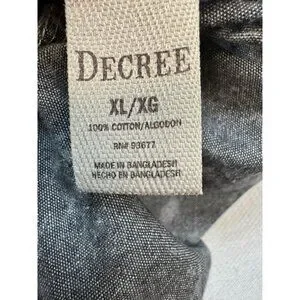 DECREE
XL/XG
100% COTTON/ALGODON
RN# 93677
MADE IN BANGLADESH
HECHO EN BANGLADESH